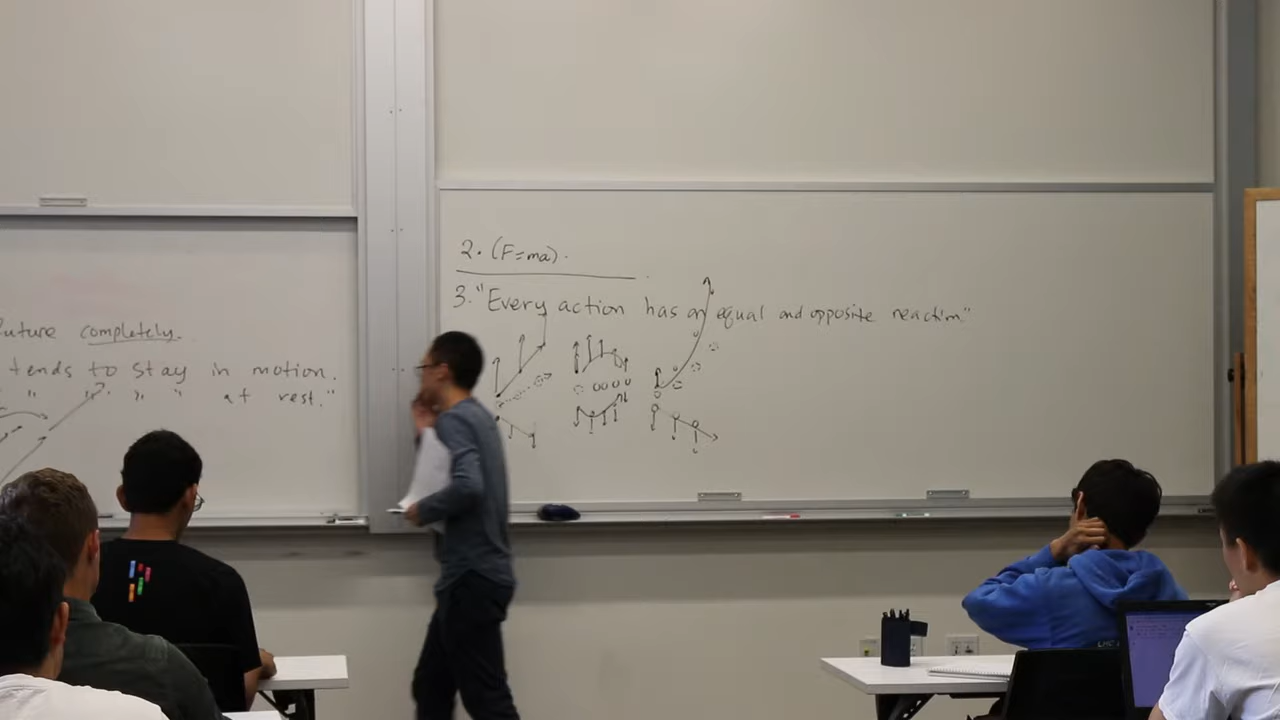 future completely.
tends to stay in motion.
" " " " at rest."
2. (F=ma).
3. "Every action has an equal and opposite reaction."